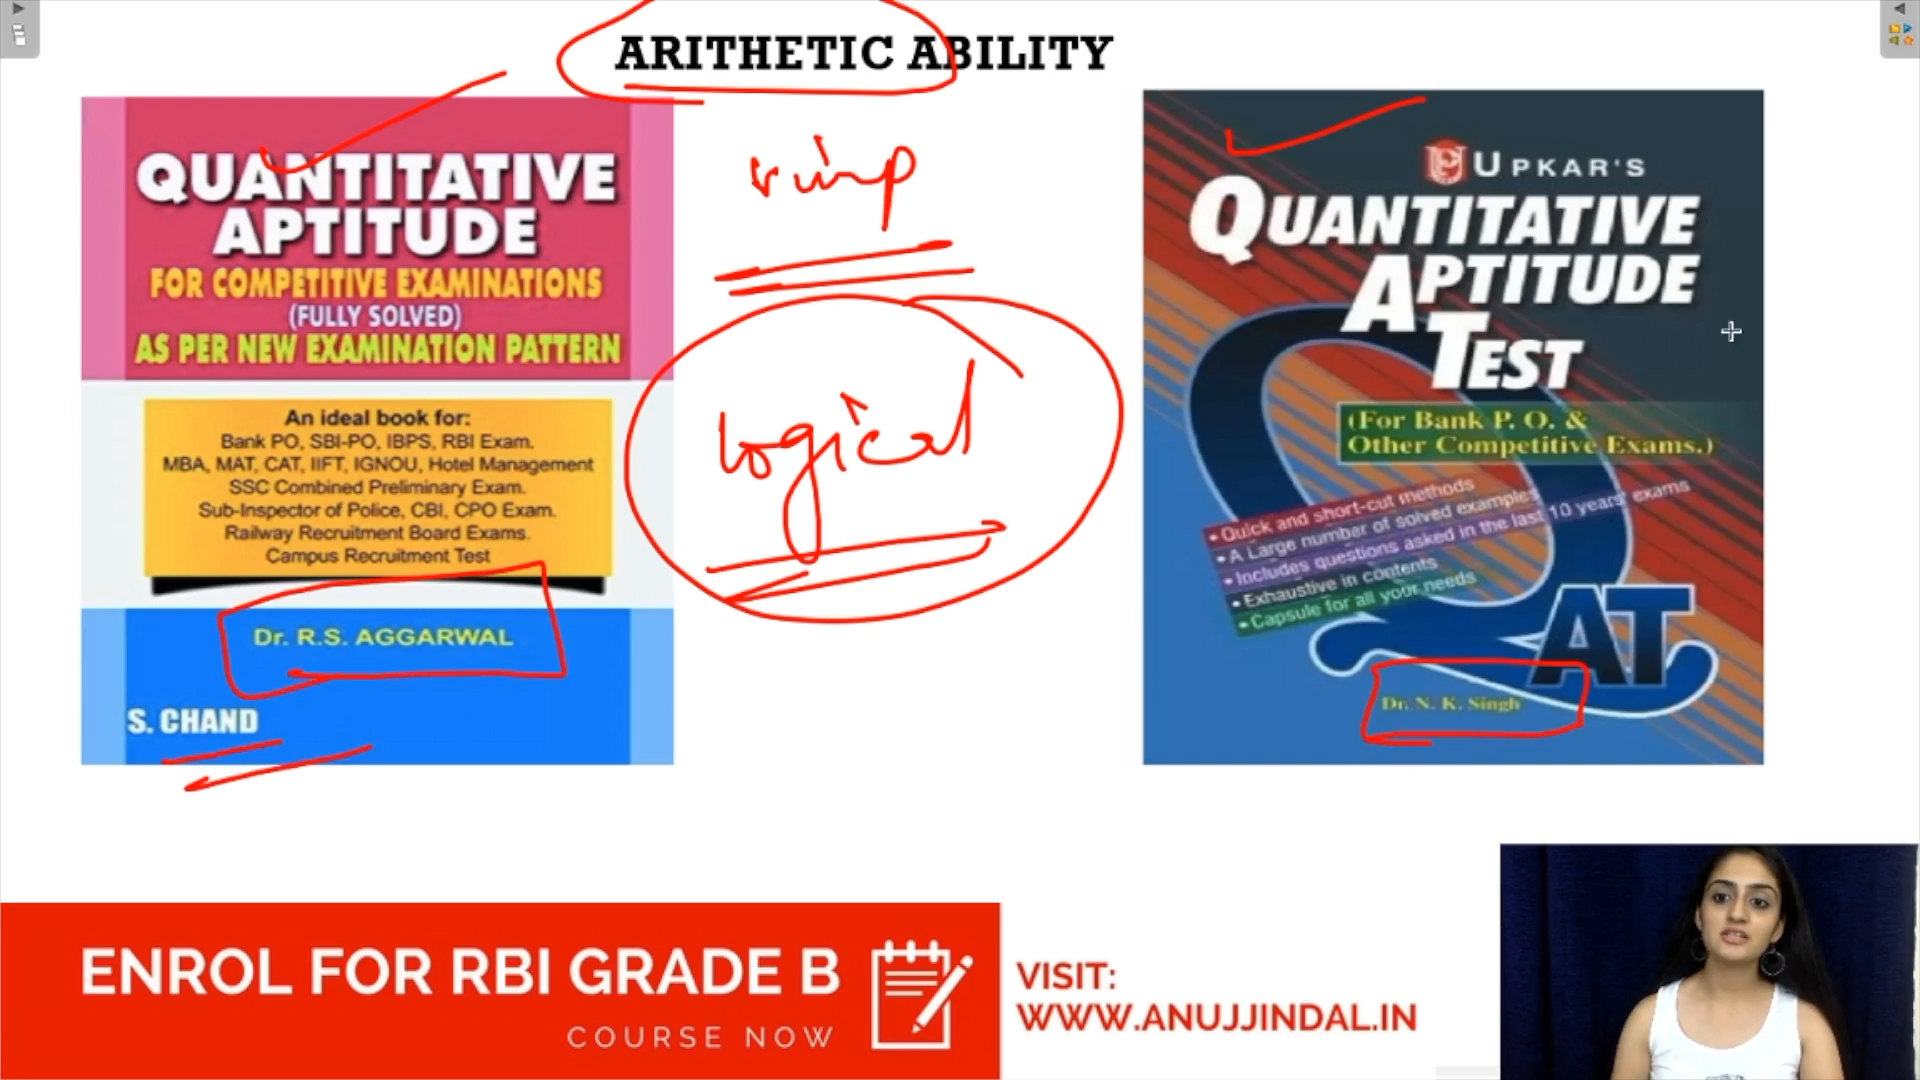 ARITHETIC ABILITY
QUANTITATIVE
APTITUDE
FOR COMPETITIVE EXAMINATIONS
(FULLY SOLVED)
AS PER NEW EXAMINATION PATTERN
An ideal book for:
Bank PO, SBI-PO, IBPS, RBI Exam.
MBA, MAT, CAT, IIFT, IGNOU, Hotel Management
SSC Combined Preliminary Exam.
Sub-Inspector of Police, CBI, CPO Exam.
Railway Recruitment Board Exams.
Campus Recruitment Test
Dr. R.S. AGGARWAL
S. CHAND
v imp
logical
UPKAR'S
QUANTITATIVE
APTITUDE
TEST
(For Bank P. O. &
Other Competitive Exams.)
• Quick and short-cut methods
• A Large number of solved examples
• Includes questions asked in the last 10 years' exams
• Exhaustive in contents
• Capsule for all your needs
AT
Dr. N. K. Singh
ENROL FOR RBI GRADE B
COURSE NOW
VISIT:
WWW.ANUJJINDAL.IN